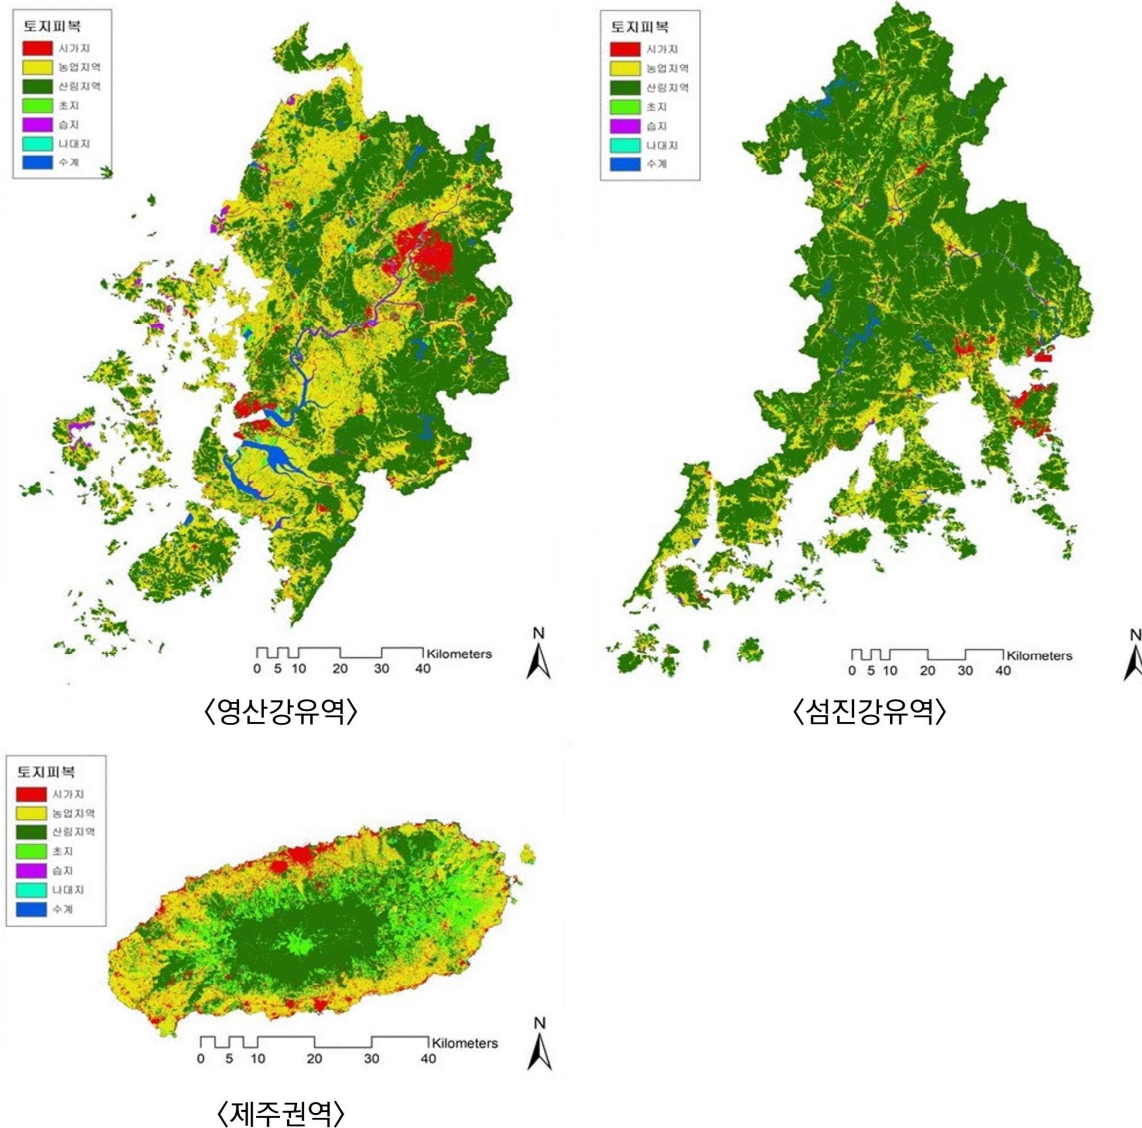 토지피복
시가지
농업지역
산림지역
초지
습지
나대지
수계
N
Kilometers
0 5 10 20 30 40
〈영산강유역〉
토지피복
시가지
농업지역
산림지역
초지
습지
나대지
수계
N
Kilometers
0 5 10 20 30 40
〈섬진강유역〉
토지피복
시가지
농업지역
산림지역
초지
습지
나대지
수계
N
Kilometers
0 5 10 20 30 40
〈제주권역〉